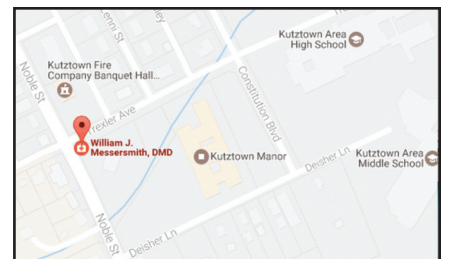 Kutztown Area
High School
Kutztown Fire
Company Banquet Hall...
Noble St
Trexler Ave
Constitution Blvd
William J.
Messersmith, DMD
Kutztown Manor
Deisher Ln
Kutztown Area
Middle School
Noble St
Deisher Ln